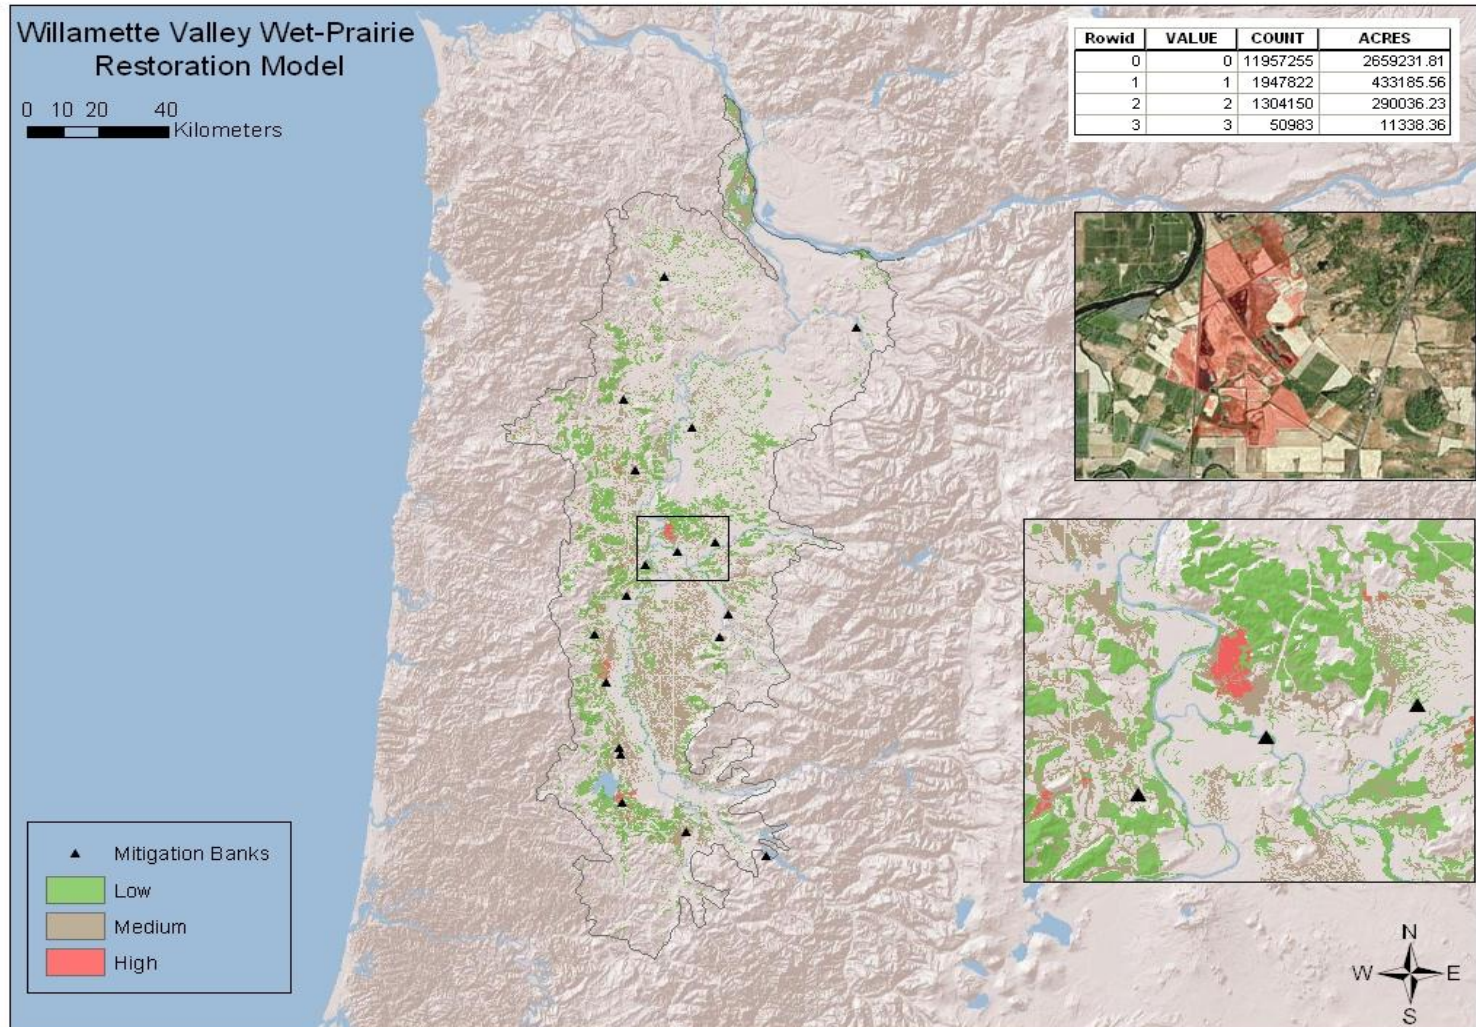 Willamette Valley Wet-Prairie
Restoration Model
0 10 20 40
Kilometers
Rowid VALUE COUNT ACRES
0 0 11957255 2659231.81
1 1 1947822 433185.56
2 2 1304150 290036.23
3 3 50983 11338.36
Mitigation Banks
Low
Medium
High
N
W E
S